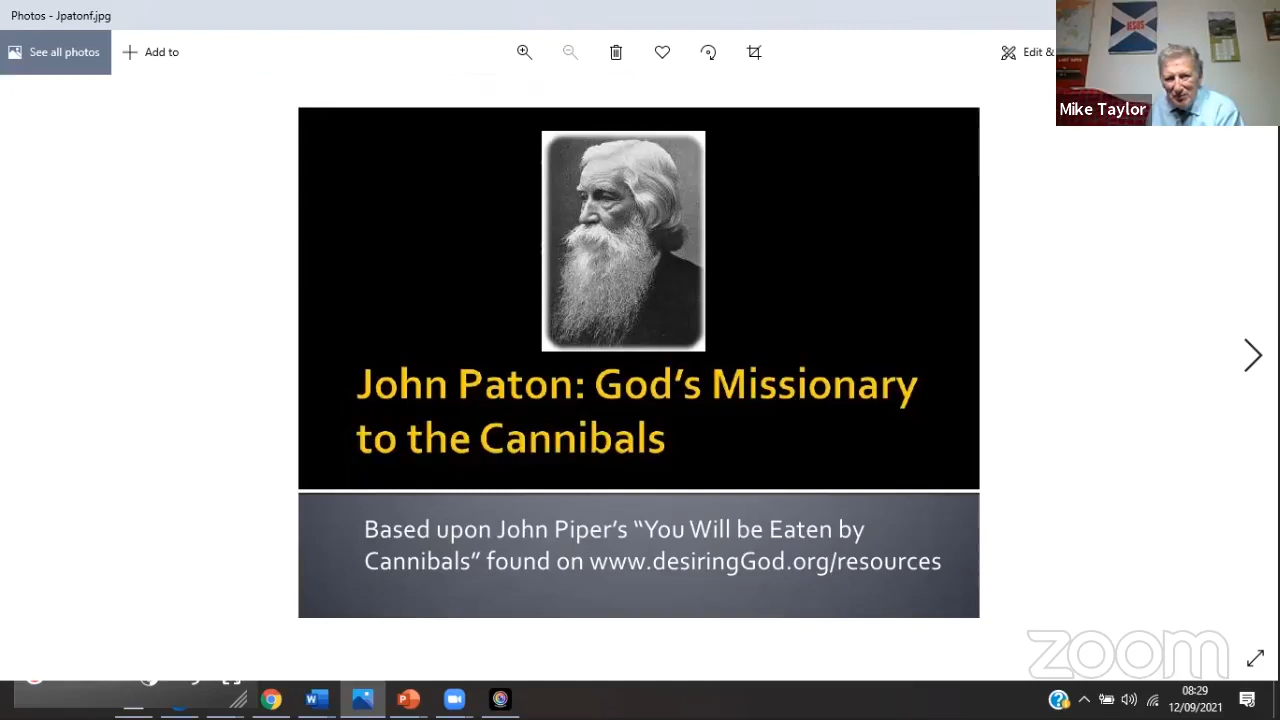 Photos - Jpatonf.jpg
See all photos
Add to
Edit &
JESUS
Mike Taylor
John Paton: God's Missionary
to the Cannibals
Based upon John Piper's “You Will be Eaten by
Cannibals” found on www.desiringGod.org/resources
zoom
08:29
12/09/2021